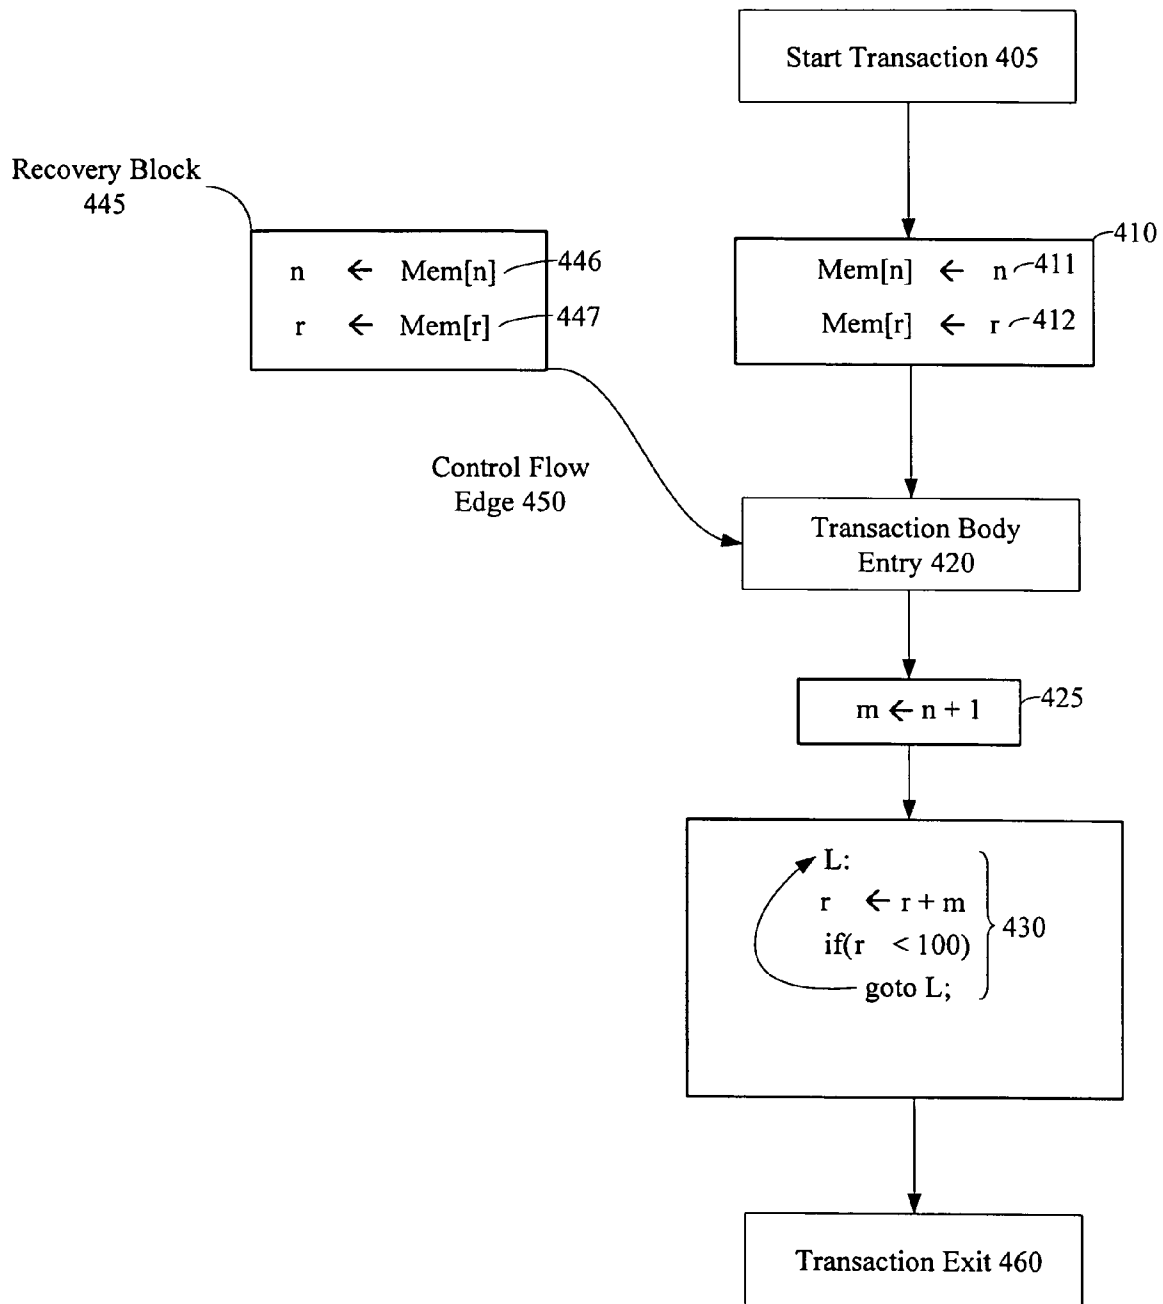 Start Transaction 405
Recovery Block
445
410
n ← Mem[n] 446
r ← Mem[r] 447
Mem[n] ← n 411
Mem[r] ← r 412
Control Flow
Edge 450
Transaction Body
Entry 420
m ← n + 1
425
L:
r ← r + m
if(r < 100)
goto L;
430
Transaction Exit 460